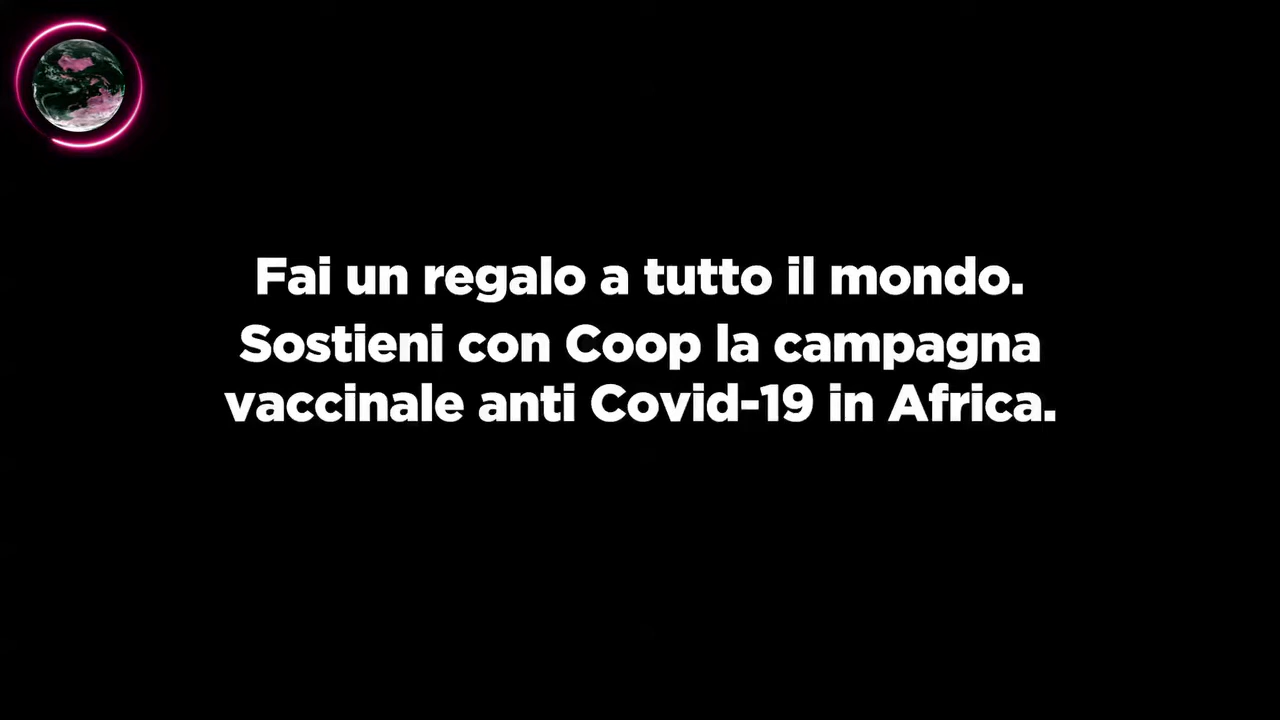 Fai un regalo a tutto il mondo.
Sostieni con Coop la campagna
vaccinale anti Covid-19 in Africa.